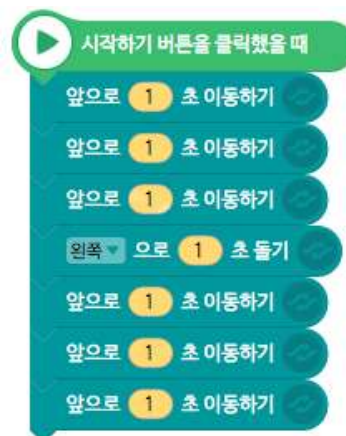 시작하기 버튼을 클릭했을 때
앞으로 1 초 이동하기
앞으로 1 초 이동하기
앞으로 1 초 이동하기
왼쪽 으로 1 초 돌기
앞으로 1 초 이동하기
앞으로 1 초 이동하기
앞으로 1 초 이동하기